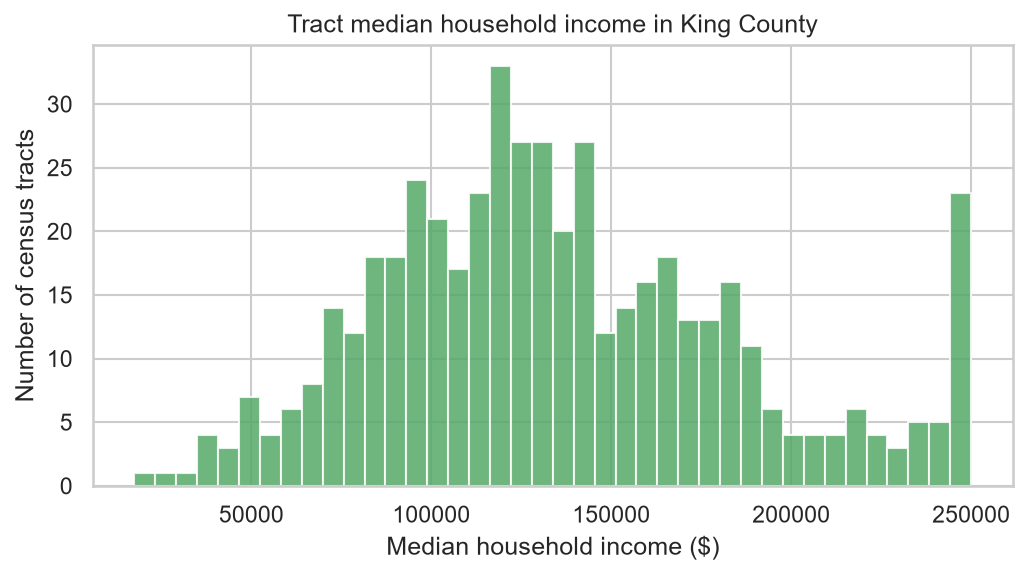 Tract median household income in King County
Number of census tracts
30
25
20
15
10
5
0
50000 100000 150000 200000 250000
Median household income ($)